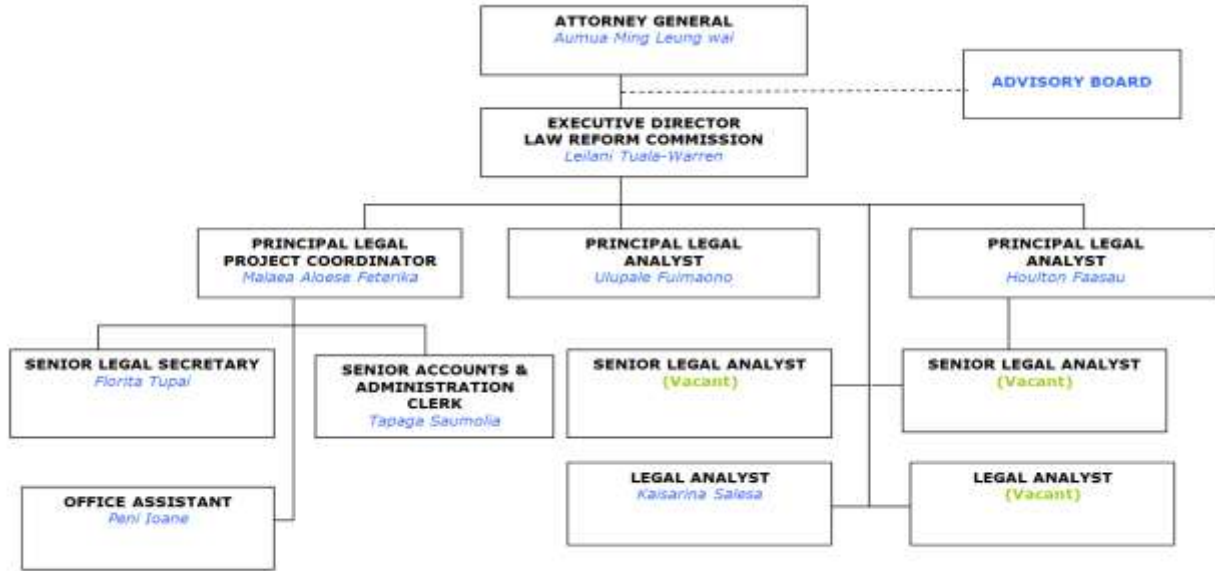 ATTORNEY GENERAL
Aumua Ming Leung wai
ADVISORY BOARD
EXECUTIVE DIRECTOR
LAW REFORM COMMISSION
Leilani Tuala-Warren
PRINCIPAL LEGAL
PROJECT COORDINATOR
Malaea Aloese Feterika
PRINCIPAL LEGAL
ANALYST
Ulupale Fuimaono
PRINCIPAL LEGAL
ANALYST
Houlton Faasau
SENIOR LEGAL SECRETARY
Florita Tupai
SENIOR ACCOUNTS &
ADMINISTRATION
CLERK
Tapaga Saumolia
SENIOR LEGAL ANALYST
(Vacant)
SENIOR LEGAL ANALYST
(Vacant)
OFFICE ASSISTANT
Peni Ioane
LEGAL ANALYST
Kaisarina Salesa
LEGAL ANALYST
(Vacant)